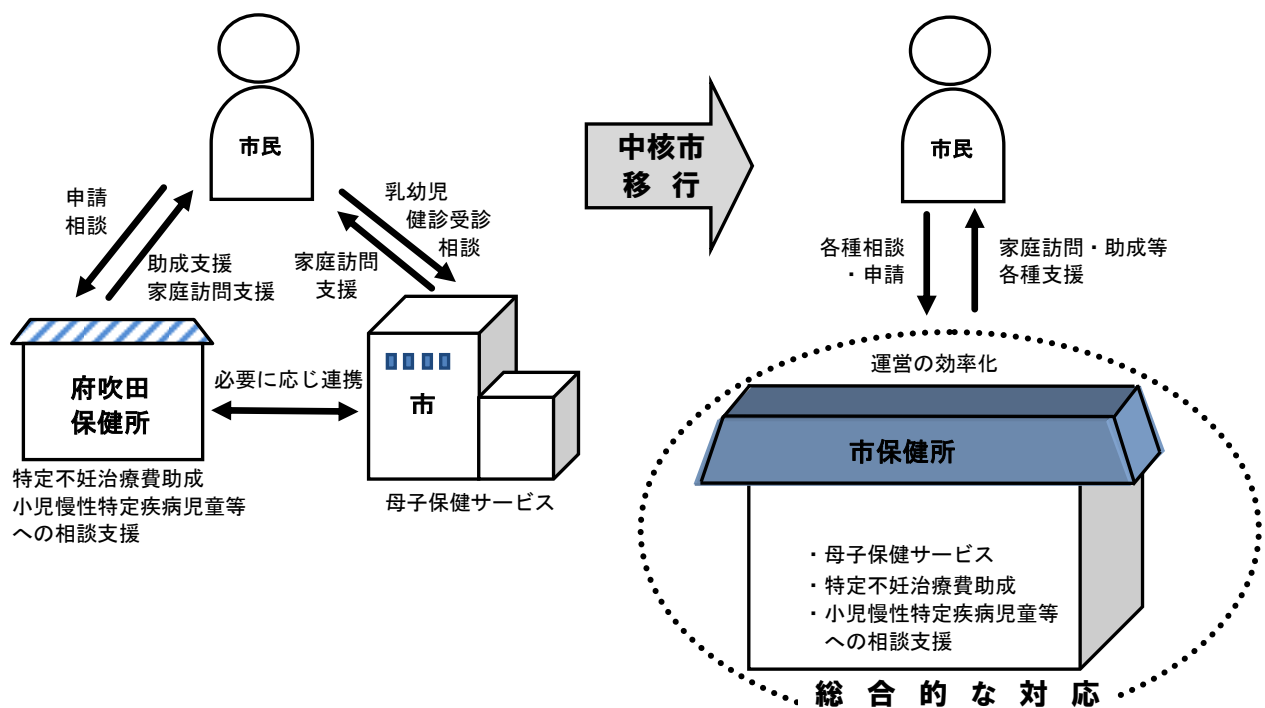 市民
申請
相談
助成支援
家庭訪問支援
乳幼児
健診受診
相談
家庭訪問
支援
府吹田
保健所
必要に応じ連携
市
特定不妊治療費助成
小児慢性特定疾病児童等
への相談支援
母子保健サービス
中核市
移 行
市民
各種相談
・申請
家庭訪問・助成等
各種支援
運営の効率化
市保健所
・母子保健サービス
・特定不妊治療費助成
・小児慢性特定疾病児童等
への相談支援
総 合 的 な 対 応